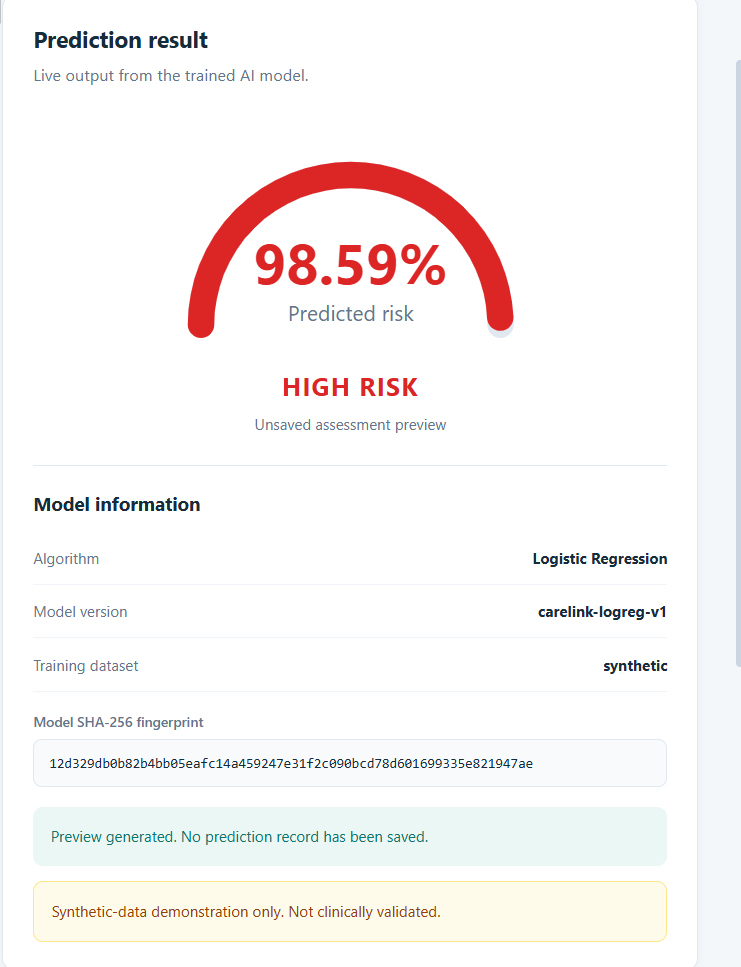 Prediction result
Live output from the trained AI model.
98.59%
Predicted risk
HIGH RISK
Unsaved assessment preview
Model information
Algorithm Logistic Regression
Model version carelink-logreg-v1
Training dataset synthetic
Model SHA-256 fingerprint
12d329db0b82b4bb05eafc14a459247e31f2c090bcd78d601699335e821947ae
Preview generated. No prediction record has been saved.
Synthetic-data demonstration only. Not clinically validated.